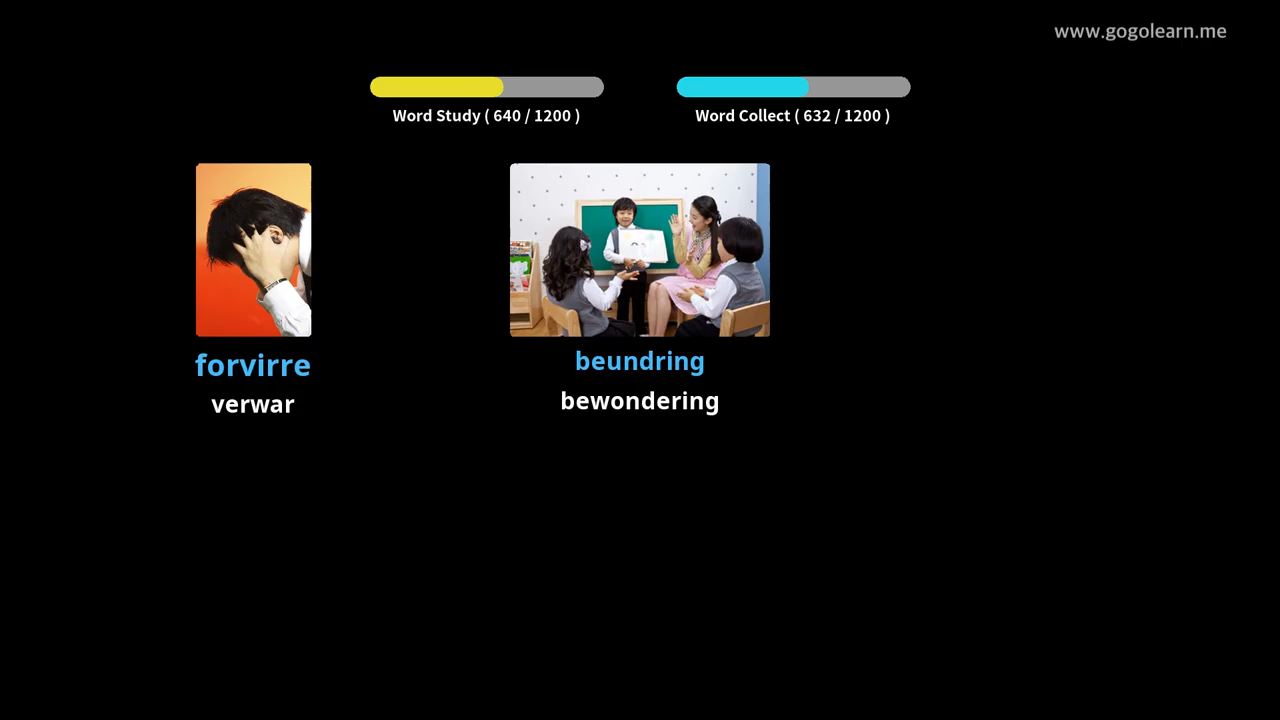 www.gogolearn.me
Word Study ( 640 / 1200 )
Word Collect ( 632 / 1200 )
forvirre
verwar
beundring
bewondering